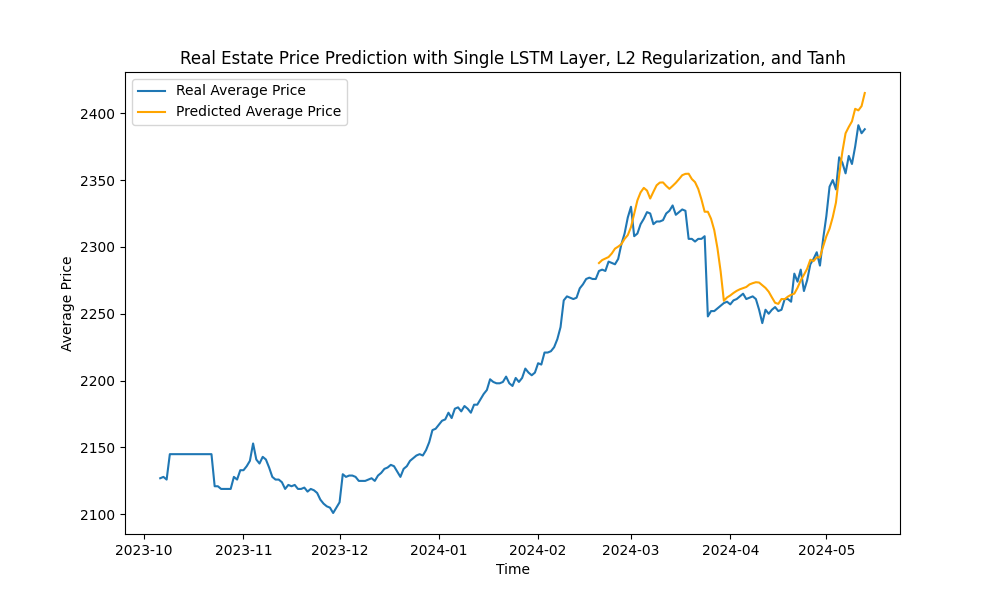 Real Estate Price Prediction with Single LSTM Layer, L2 Regularization, and Tanh
Real Average Price
Predicted Average Price
Average Price
2400
2350
2300
2250
2200
2150
2100
2023-10 2023-11 2023-12 2024-01 2024-02 2024-03 2024-04 2024-05
Time